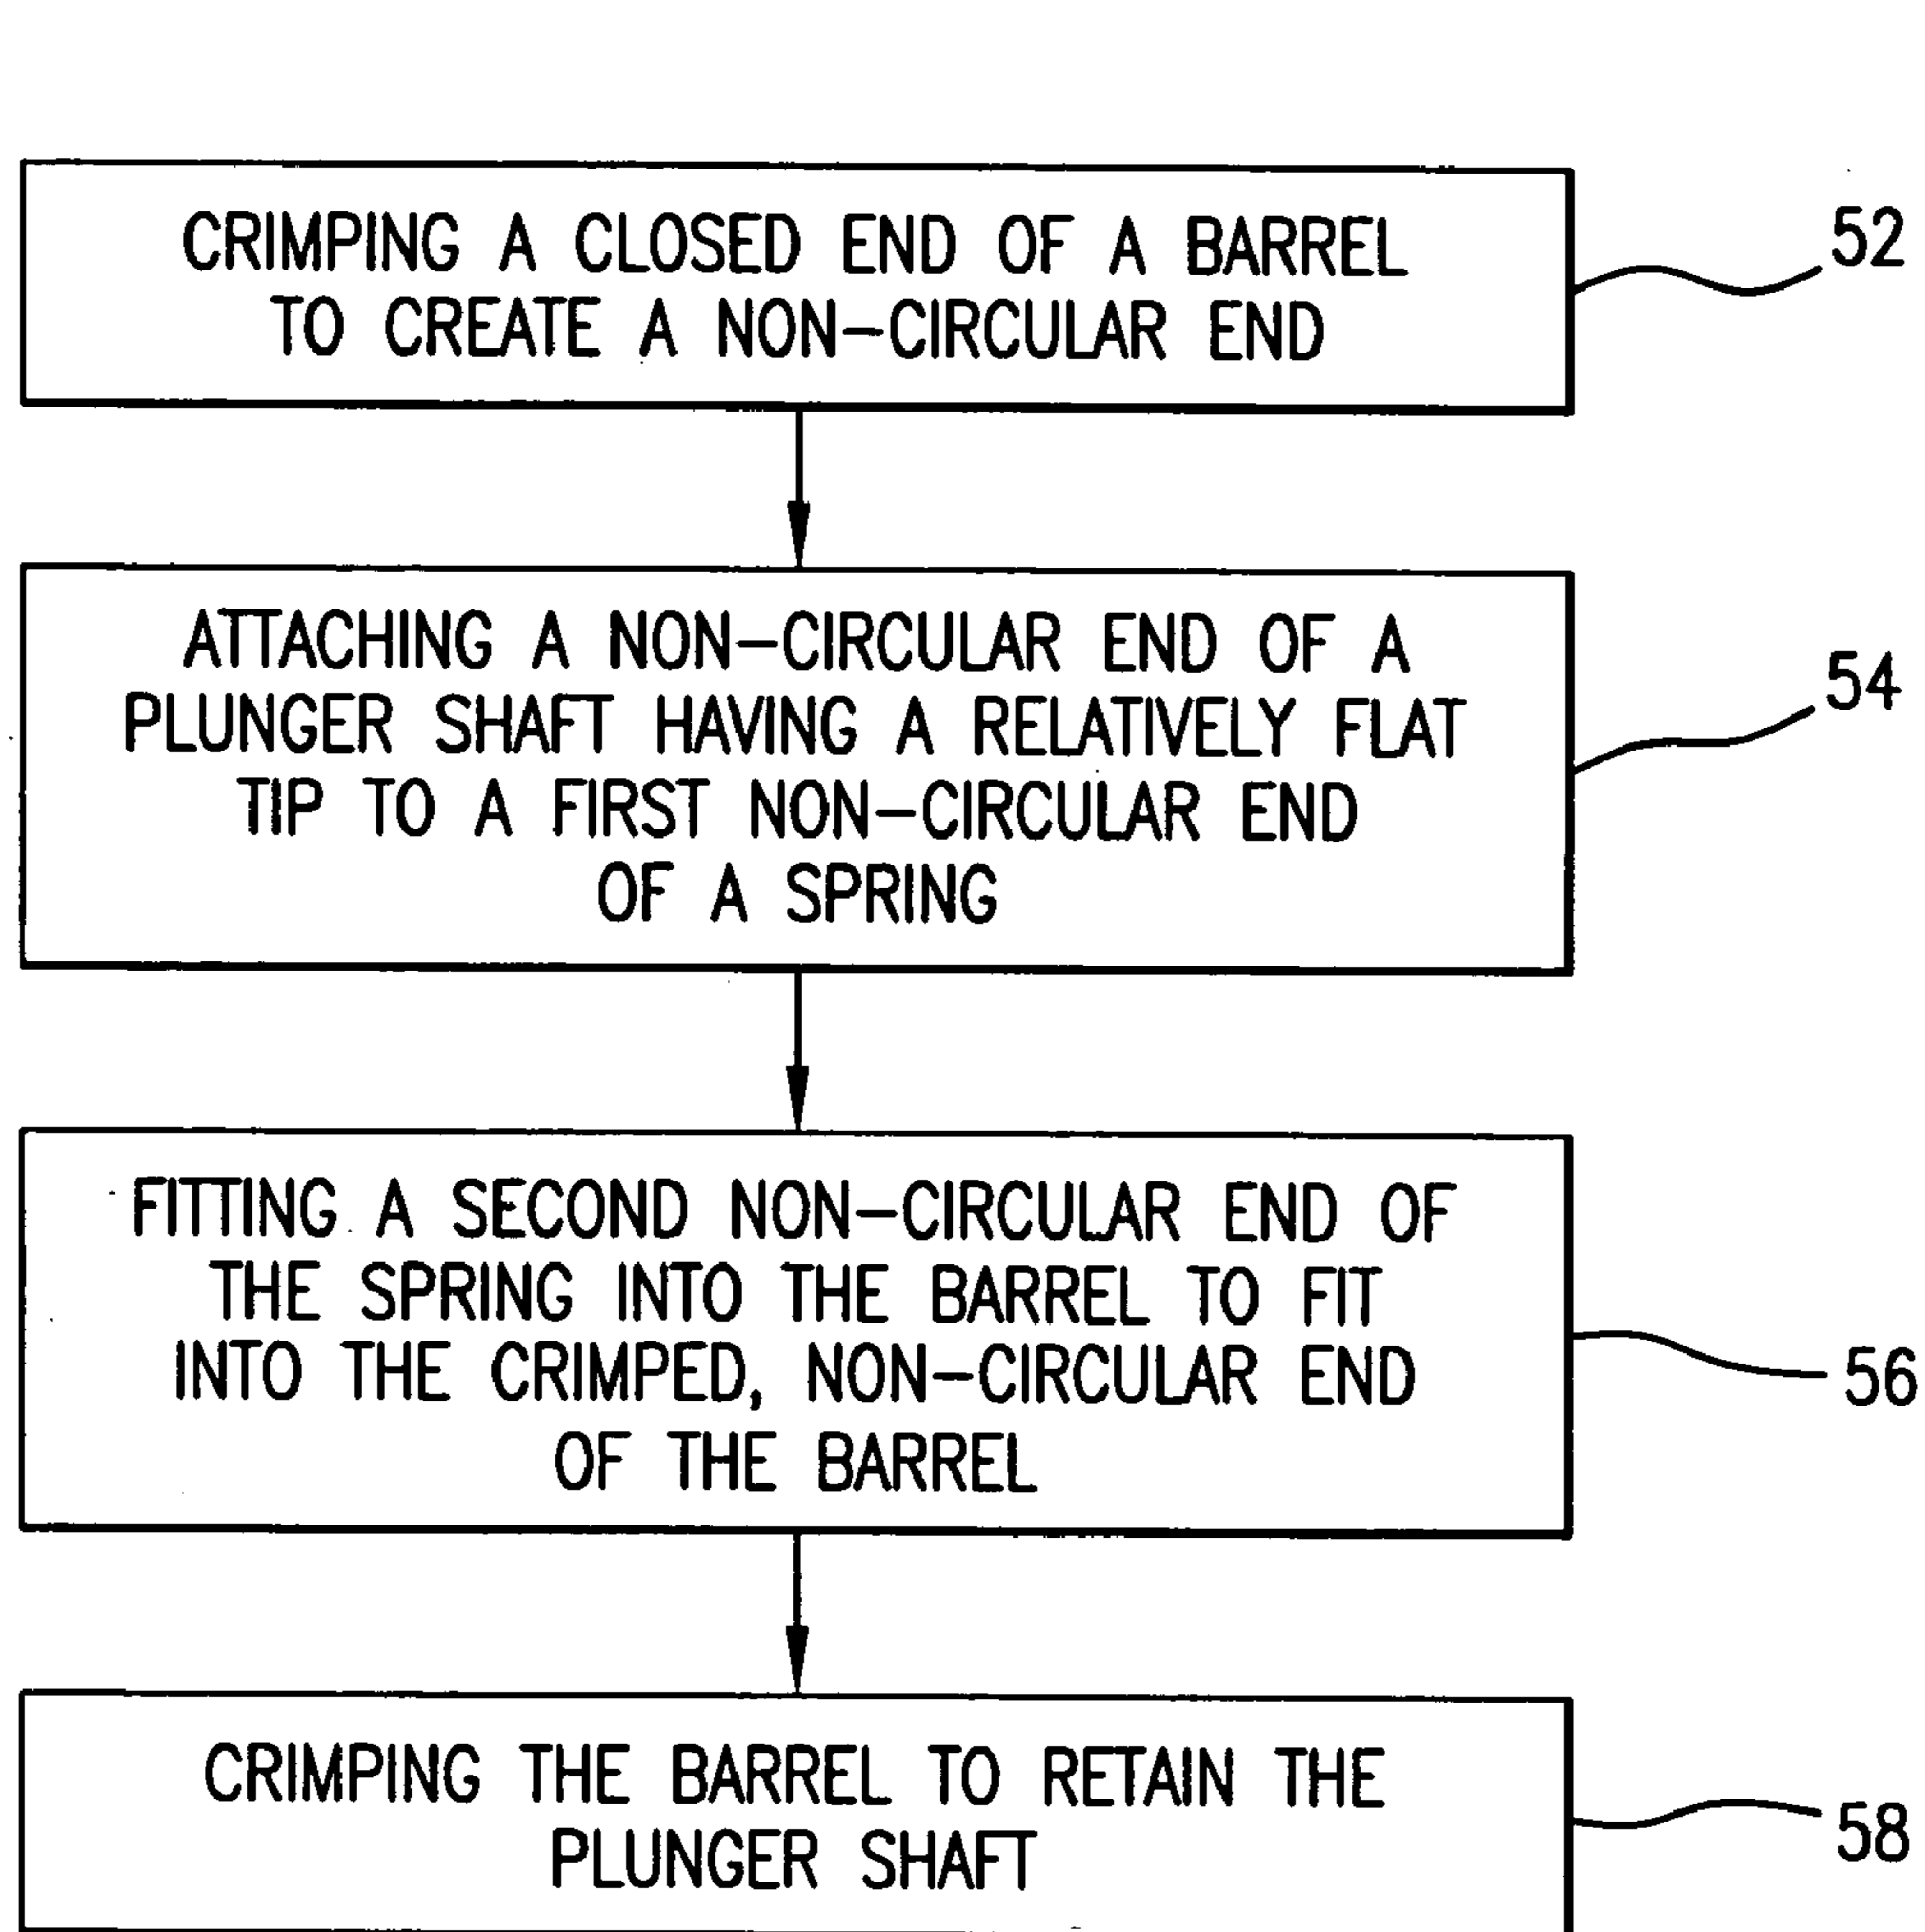 CRIMPING A CLOSED END OF A BARREL
TO CREATE A NON–CIRCULAR END
52
ATTACHING A NON–CIRCULAR END OF A
PLUNGER SHAFT HAVING A RELATIVELY FLAT
TIP TO A FIRST NON–CIRCULAR END
OF A SPRING
54
FITTING A SECOND NON–CIRCULAR END OF
THE SPRING INTO THE BARREL TO FIT
INTO THE CRIMPED, NON–CIRCULAR END
OF THE BARREL
56
CRIMPING THE BARREL TO RETAIN THE
PLUNGER SHAFT
58